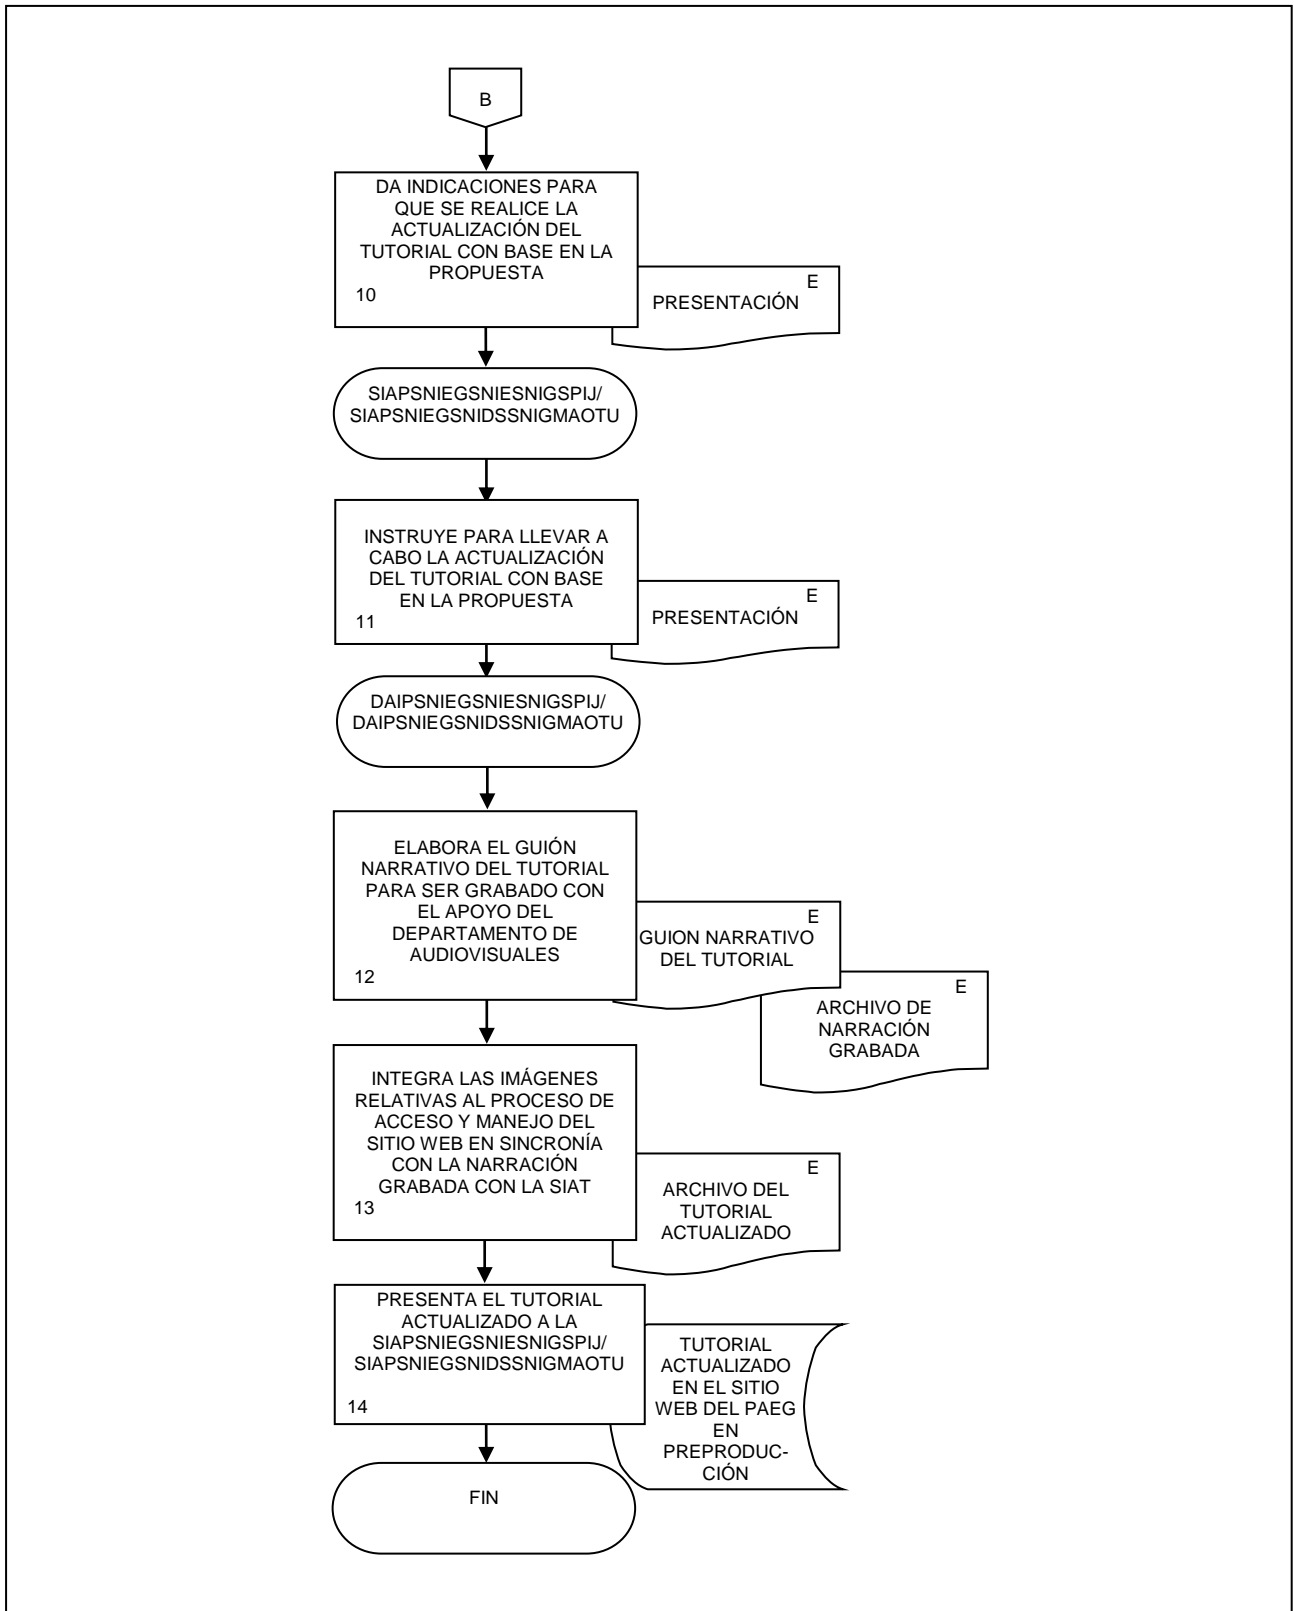 B
DA INDICACIONES PARA
QUE SE REALICE LA
ACTUALIZACIÓN DEL
TUTORIAL CON BASE EN LA
PROPUESTA
10
E
PRESENTACIÓN
SIAPSNIEGSNIESNIGSPIJ/
SIAPSNIEGSNIDSSNIGMAOTU
INSTRUYE PARA LLEVAR A
CABO LA ACTUALIZACIÓN
DEL TUTORIAL CON BASE
EN LA PROPUESTA
11
E
PRESENTACIÓN
DAIPSNIEGSNIESNIGSPIJ/
DAIPSNIEGSNIDSSNIGMAOTU
ELABORA EL GUIÓN
NARRATIVO DEL TUTORIAL
PARA SER GRABADO CON
EL APOYO DEL
DEPARTAMENTO DE
AUDIOVISUALES
12
E
GUION NARRATIVO
DEL TUTORIAL
E
ARCHIVO DE
NARRACIÓN
GRABADA
INTEGRA LAS IMÁGENES
RELATIVAS AL PROCESO DE
ACCESO Y MANEJO DEL
SITIO WEB EN SINCRONÍA
CON LA NARRACIÓN
GRABADA CON LA SIAT
13
E
ARCHIVO DEL
TUTORIAL
ACTUALIZADO
PRESENTA EL TUTORIAL
ACTUALIZADO A LA
SIAPSNIEGSNIESNIGSPIJ/
SIAPSNIEGSNIDSSNIGMAOTU
14
TUTORIAL
ACTUALIZADO
EN EL SITIO
WEB DEL PAEG
EN
PREPRODUC-
CIÓN
FIN